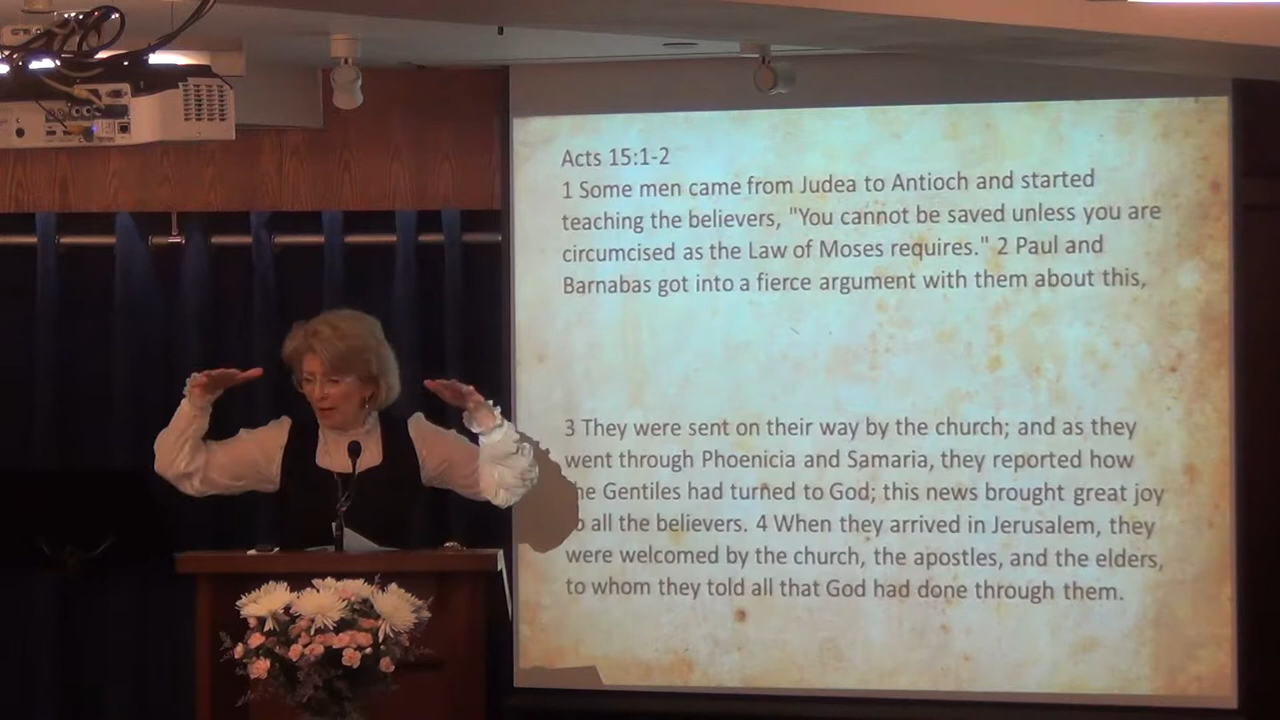 Acts 15:1-2
1 Some men came from Judea to Antioch and started
teaching the believers, "You cannot be saved unless you are
circumcised as the Law of Moses requires." 2 Paul and
Barnabas got into a fierce argument with them about this,
3 They were sent on their way by the church; and as they
went through Phoenicia and Samaria, they reported how
he Gentiles had turned to God; this news brought great joy
all the believers. 4 When they arrived in Jerusalem, they
were welcomed by the church, the apostles, and the elders,
to whom they told all that God had done through them.